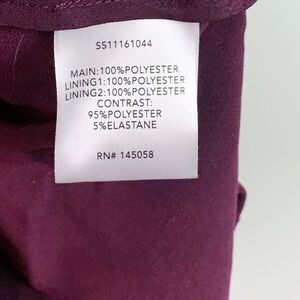 SS11161044
MAIN:100%POLYESTER
LINING1:100%POLYESTER
LINING2:100%POLYESTER
CONTRAST:
95%POLYESTER
5%ELASTANE
RN# 145058